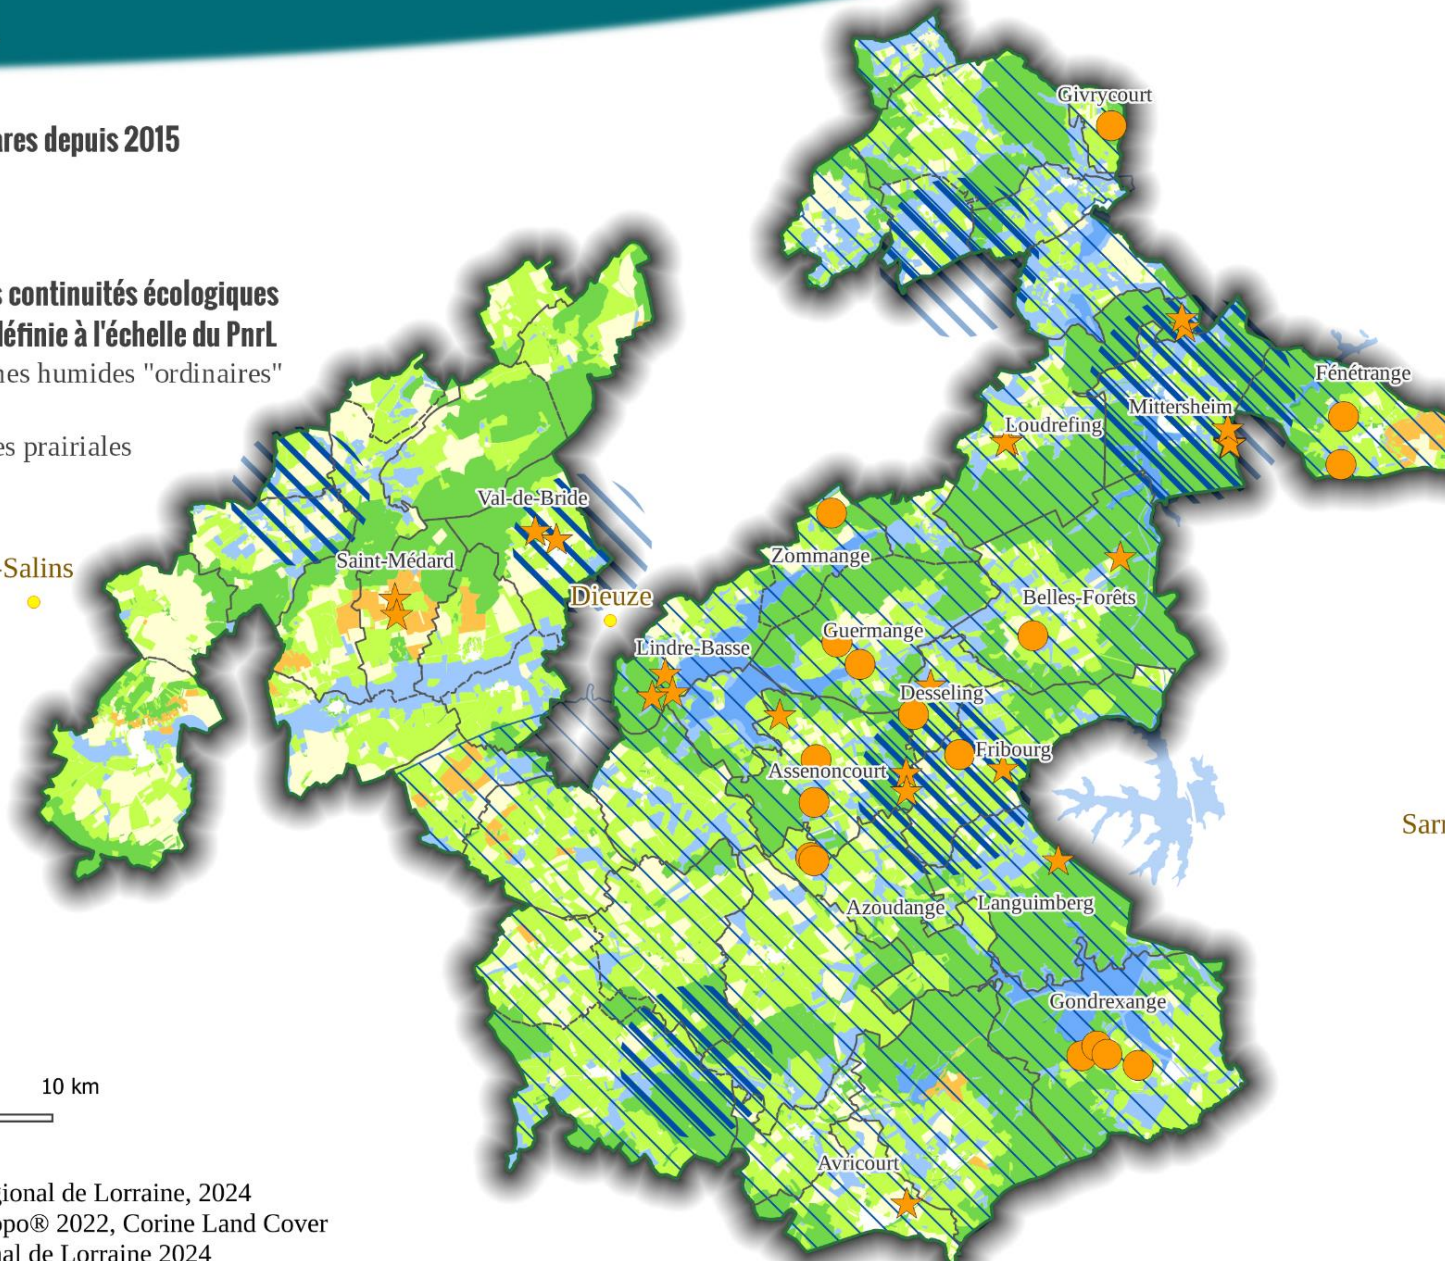 ares depuis 2015
s continuités écologiques
définie à l'échelle du PnrL
nes humides "ordinaires"
es prairiales
-Salins
10 km
gional de Lorraine, 2024
opo® 2022, Corine Land Cover
nal de Lorraine 2024
Givrycourt
Fénétrange
Mittersheim
Loudrefing
Val-de-Bride
Saint-Médard
Zommange
Dieuze
Belles-Forêts
Guermange
Lindre-Basse
Desseling
Fribourg
Assenoncourt
Sarr
Azoudange
Languimberg
Gondrexange
Avricourt